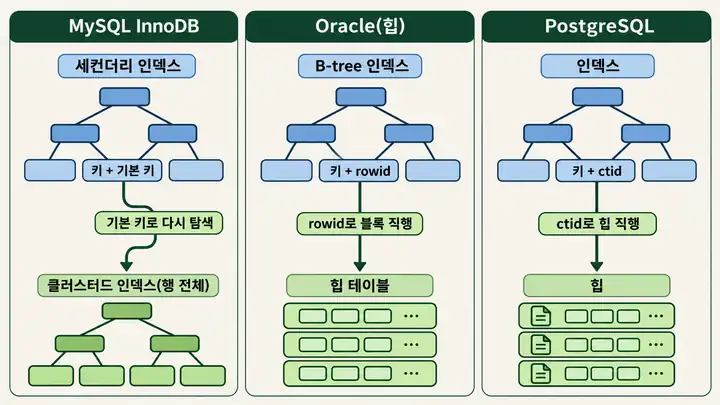 MySQL InnoDB
세컨더리 인덱스
키 + 기본 키
기본 키로 다시 탐색
클러스터드 인덱스(행 전체)
Oracle(힙)
B-tree 인덱스
키 + rowid
rowid로 블록 직행
힙 테이블
...
...
...
PostgreSQL
인덱스
키 + ctid
ctid로 힙 직행
힙
...
...
...